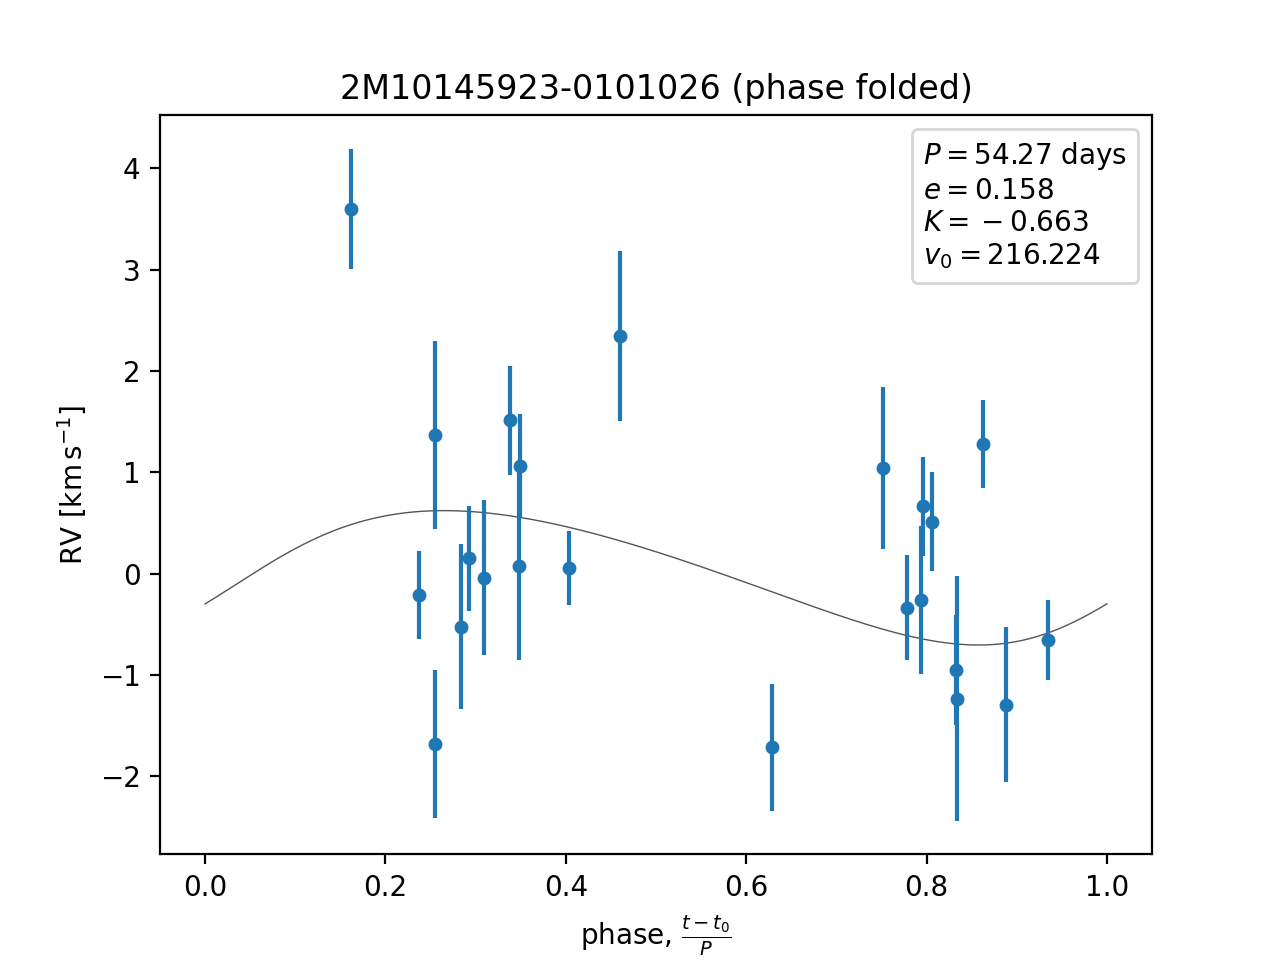 2M10145923-0101026 (phase folded)
P = 54.27 days
e = 0.158
K = −0.663
v₀ = 216.224
RV [km s⁻¹]
4
3
2
1
0
−1
−2
0.0 0.2 0.4 0.6 0.8 1.0
phase, (t − t₀)/P